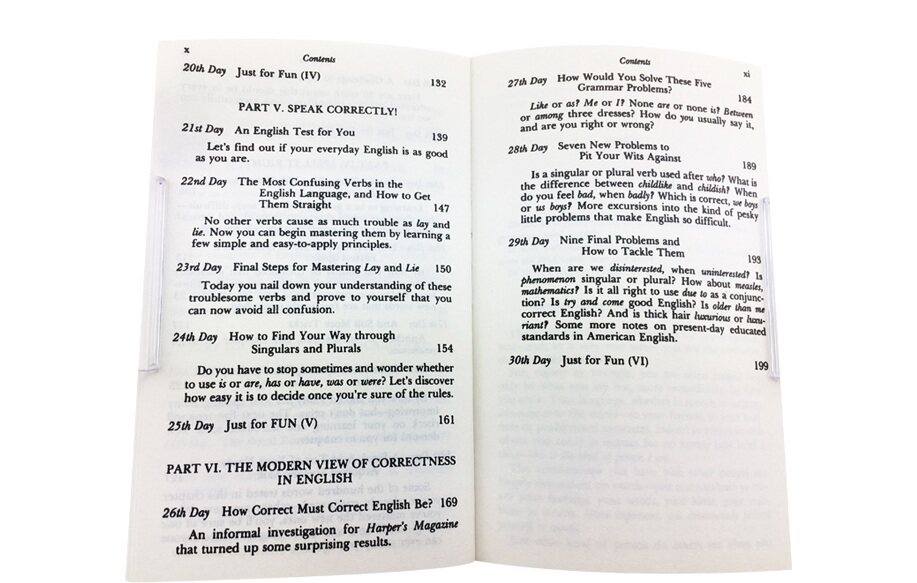 x
Contents
20th Day Just for Fun (IV) 132
PART V. SPEAK CORRECTLY!
21st Day An English Test for You 139
Let's find out if your everyday English is as good
as you are.
22nd Day The Most Confusing Verbs in the
English Language, and How to Get
Them Straight 147
No other verbs cause as much trouble as lay and
lie. Now you can begin mastering them by learning a
few simple and easy-to-apply principles.
23rd Day Final Steps for Mastering Lay and Lie 150
Today you nail down your understanding of these
troublesome verbs and prove to yourself that you
can now avoid all confusion.
24th Day How to Find Your Way through
Singulars and Plurals 154
Do you have to stop sometimes and wonder whether
to use is or are, has or have, was or were? Let's discover
how easy it is to decide once you're sure of the rules.
25th Day Just for FUN (V) 161
PART VI. THE MODERN VIEW OF CORRECTNESS
IN ENGLISH
26th Day How Correct Must Correct English Be? 169
An informal investigation for Harper's Magazine
that turned up some surprising results.
Contents
xi
27th Day How Would You Solve These Five
Grammar Problems? 184
Like or as? Me or I? None are or none is? Between
or among three dresses? How do you usually say it,
and are you right or wrong?
28th Day Seven New Problems to
Pit Your Wits Against 189
Is a singular or plural verb used after who? What is
the difference between childlike and childish? When
do you feel bad, when badly? Which is correct, we boys
or us boys? More excursions into the kind of pesky
little problems that make English so difficult.
29th Day Nine Final Problems and
How to Tackle Them 193
When are we disinterested, when uninterested? Is
phenomenon singular or plural? How about measles,
mathematics? Is it all right to use due to as a conjunc-
tion? Is try and come good English? Is older than me
correct English? And is thick hair luxurious or luxu-
riant? Some more notes on present-day educated
standards in American English.
30th Day Just for Fun (VI) 199